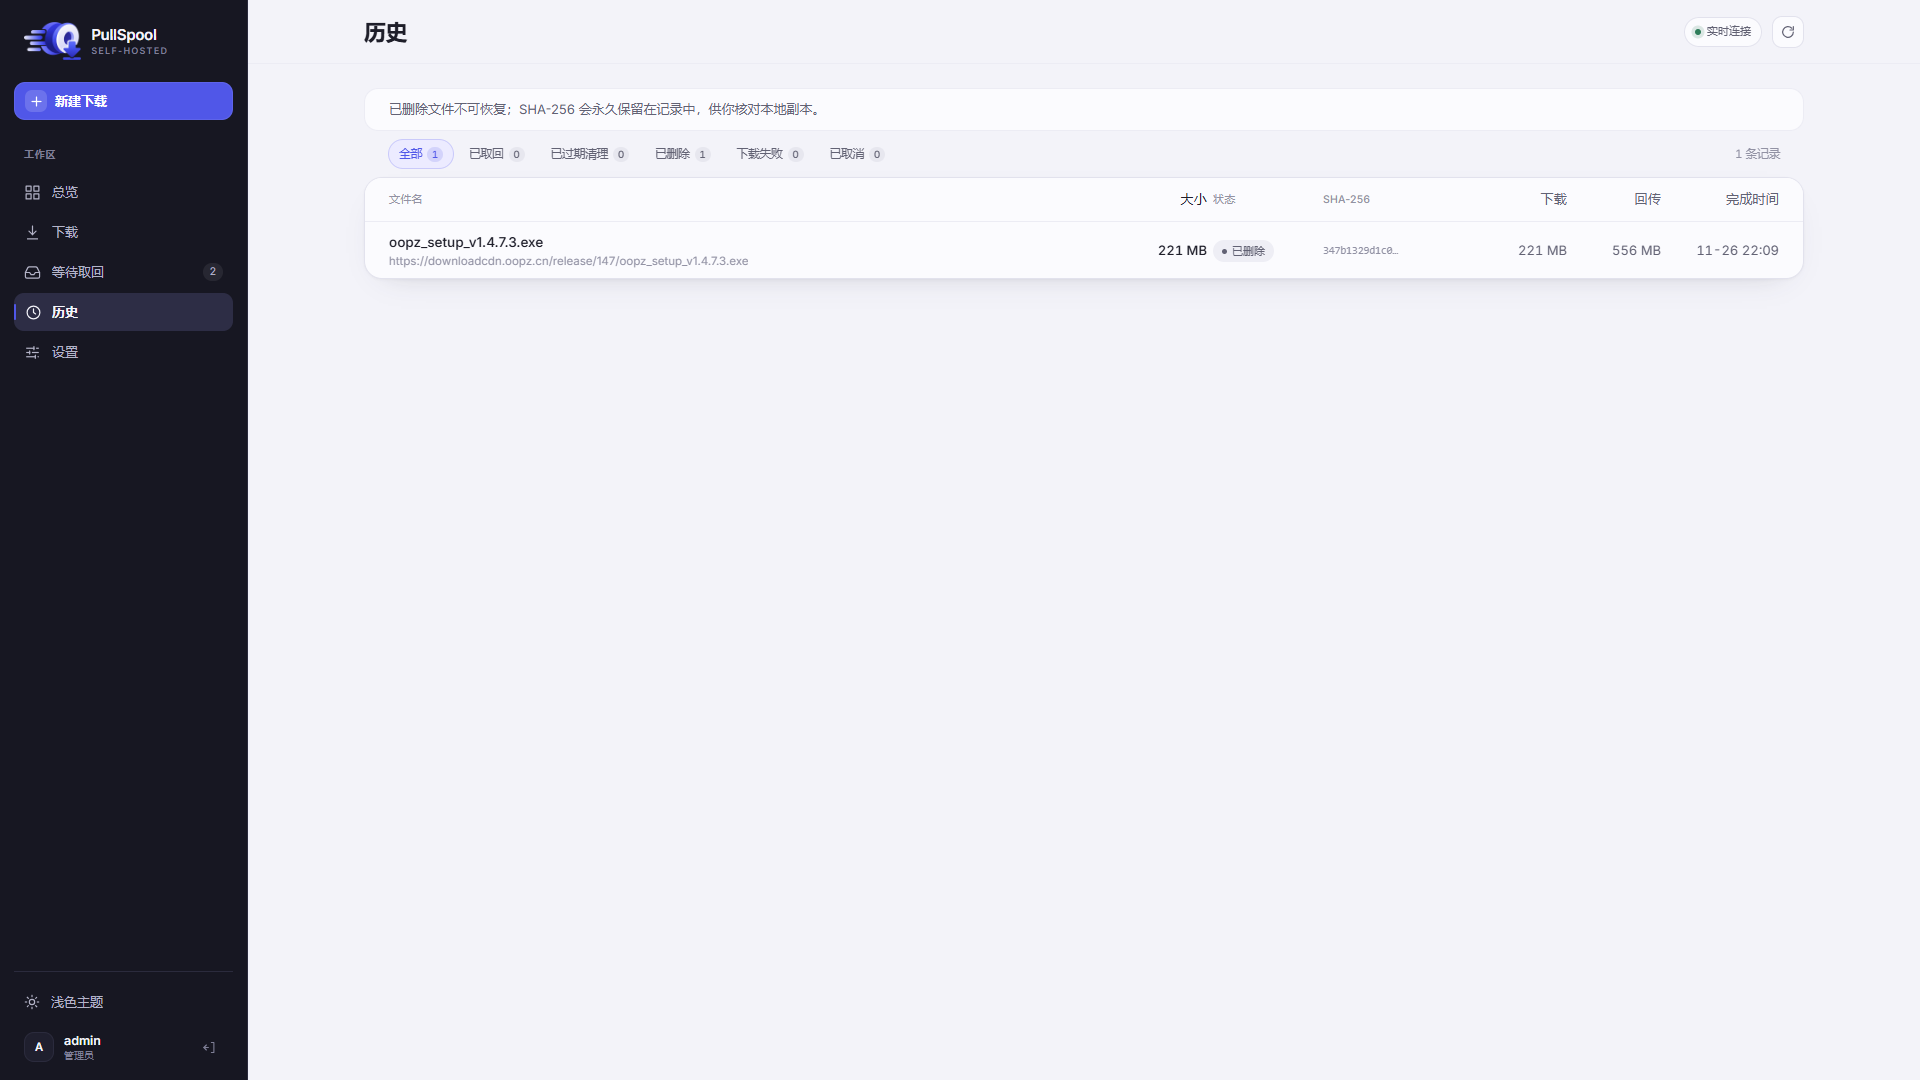 PullSpool
SELF-HOSTED
新建下载
工作区
总览
下载
等待取回 2
历史
设置
浅色主题
A
admin
管理员
历史
实时连接
已删除文件不可恢复；SHA-256 会永久保留在记录中，供你核对本地副本。
全部 1 已取回 0 已过期清理 0 已删除 1 下载失败 0 已取消 0 1 条记录
文件名 大小 状态 SHA-256 下载 回传 完成时间
oopz_setup_v1.4.7.3.exe
https://downloadcdn.oopz.cn/release/147/oopz_setup_v1.4.7.3.exe
221 MB 已删除 347b1329d1c0… 221 MB 556 MB 11-26 22:09